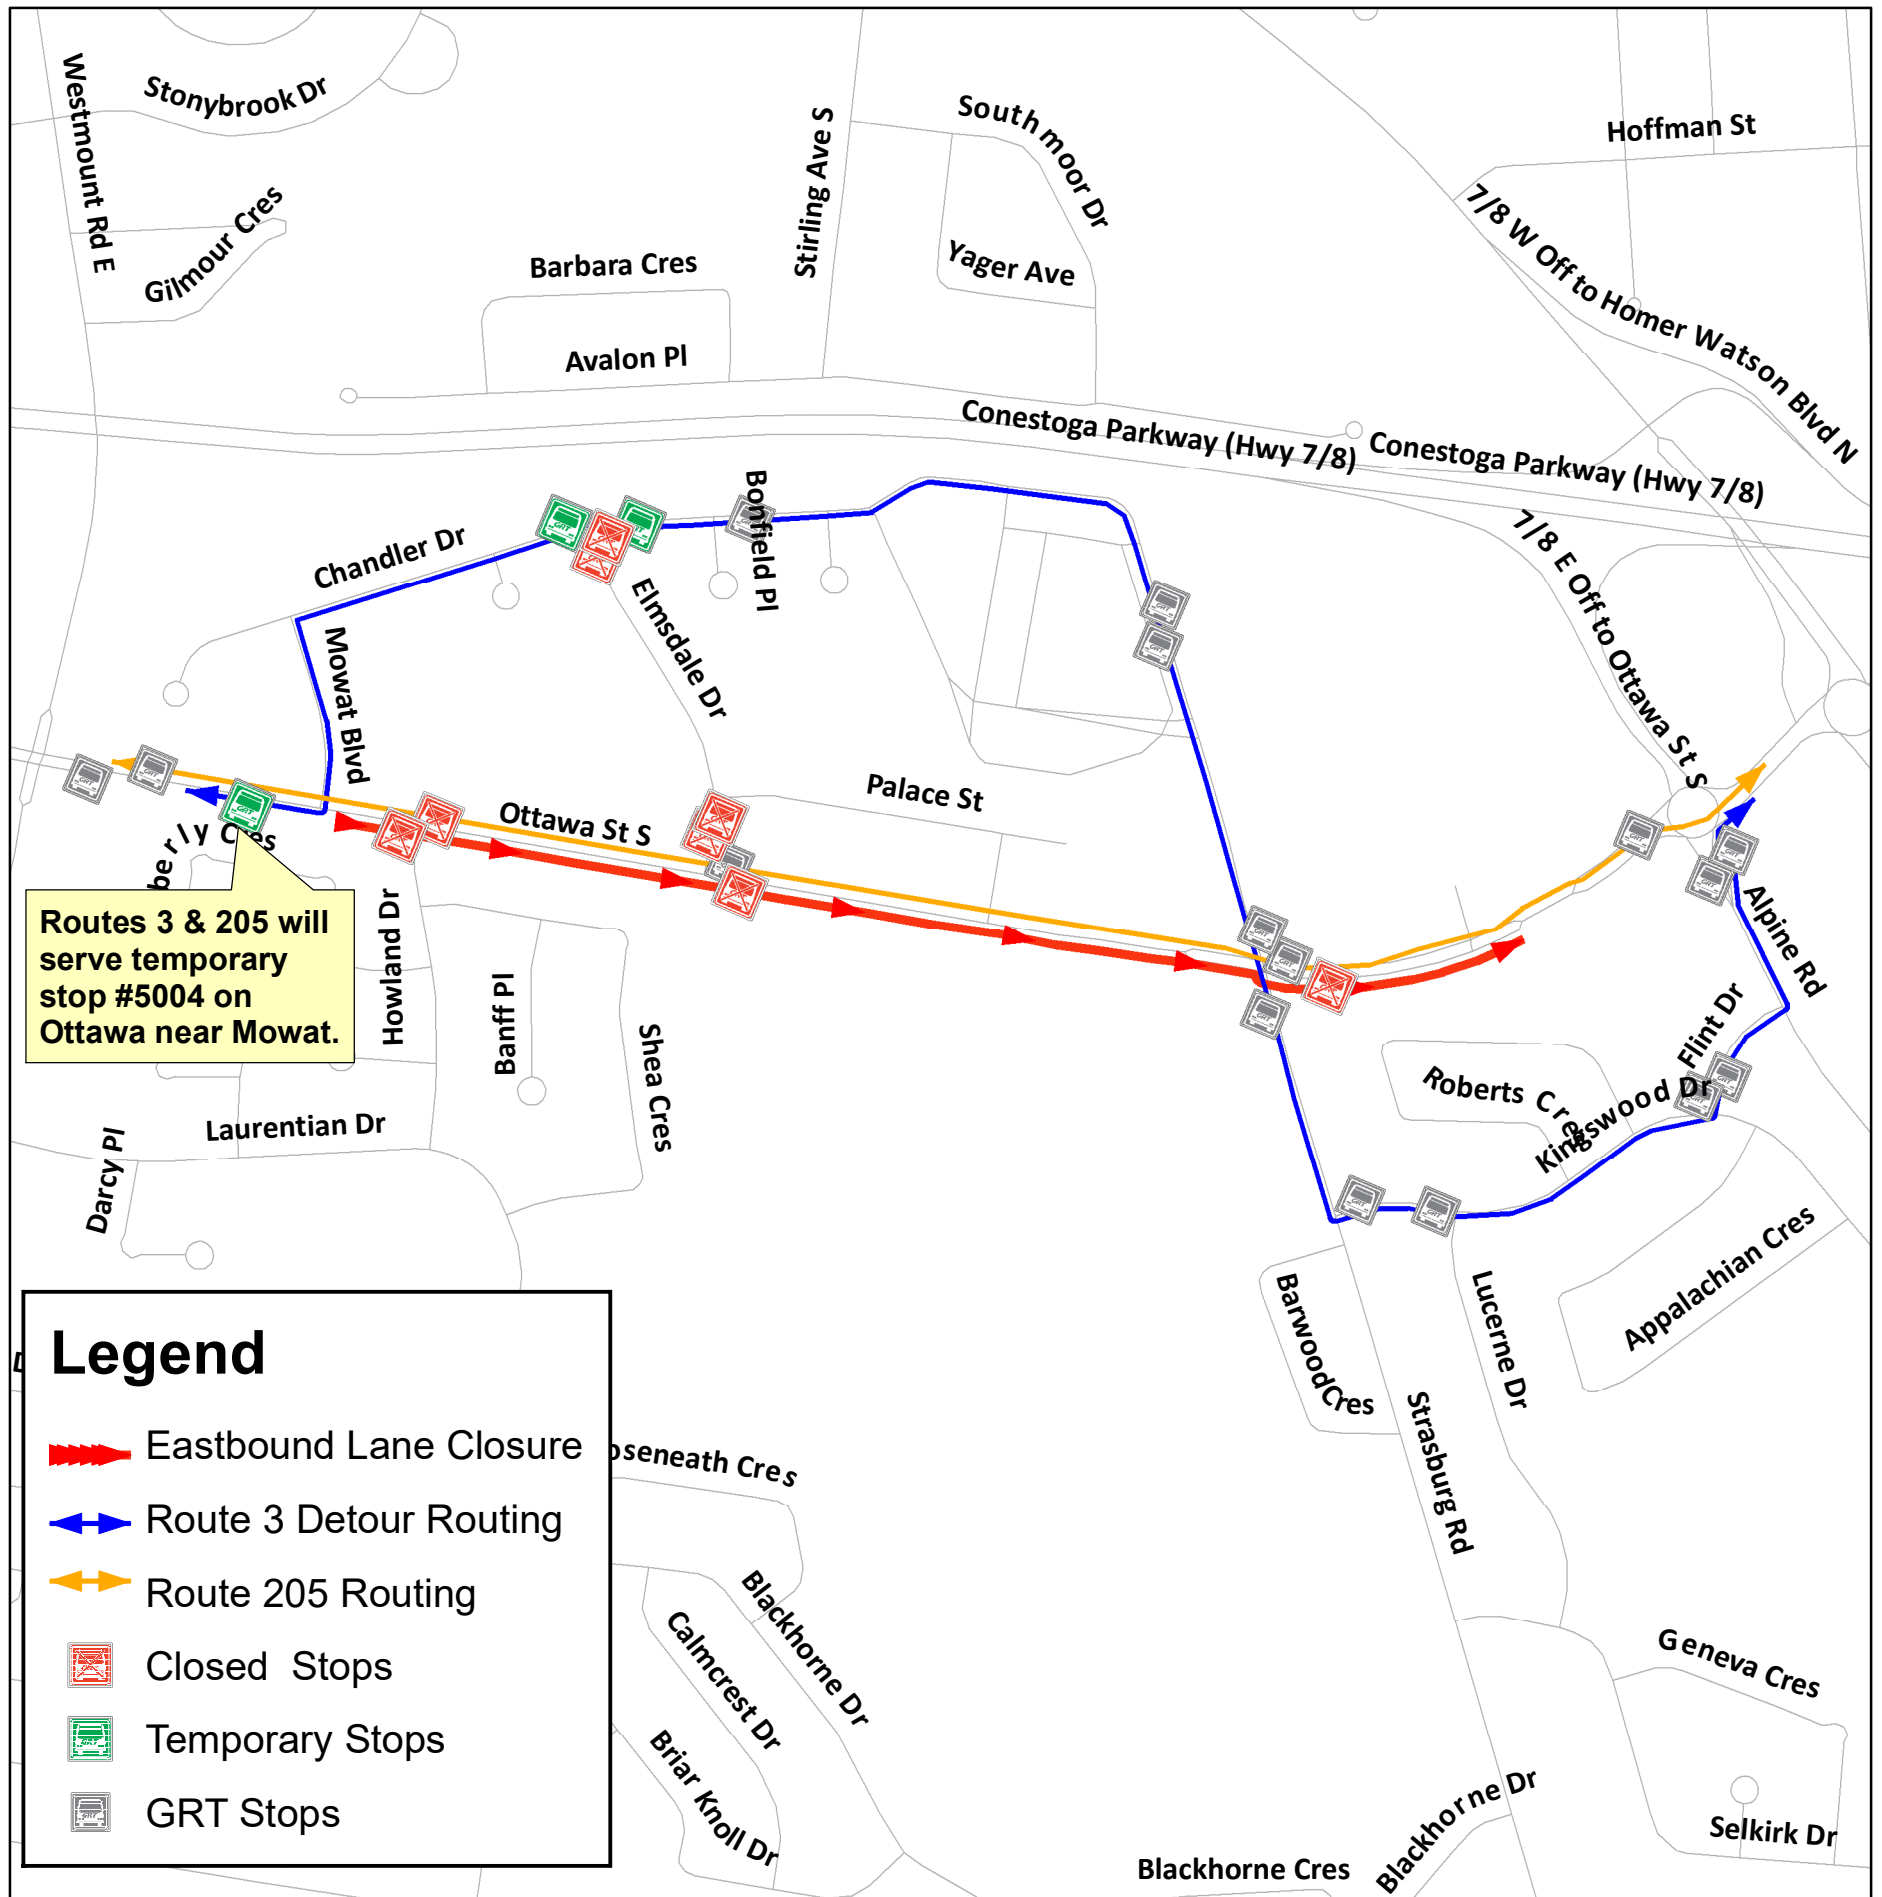 Stonybrook Dr
Westmount Rd E
Gilmour Cres
Barbara Cres
Avalon Pl
Stirling Ave S
Southmoor Dr
Yager Ave
Hoffman St
7/8 W Off to Homer Watson Blvd N
Conestoga Parkway (Hwy 7/8)
Conestoga Parkway (Hwy 7/8)
7/8 E Off to Ottawa St S
Chandler Dr
Bonfield Pl
Elmsdale Dr
Mowat Blvd
Ottawa St S
Palace St
berly Cres
Routes 3 & 205 will
serve temporary
stop #5004 on
Ottawa near Mowat.
Howland Dr
Banff Pl
Shea Cres
Laurentian Dr
Darcy Pl
Alpine Rd
Flint Dr
Roberts Cres
Kingswood Dr
Appalachian Cres
Barwood Cres
Lucerne Dr
Strasburg Rd
Legend
Eastbound Lane Closure
Route 3 Detour Routing
Route 205 Routing
Closed Stops
Temporary Stops
GRT Stops
oseneath Cres
Blackhorne Dr
Calmcrest Dr
Briar Knoll Dr
Geneva Cres
Selkirk Dr
Blackhorne Dr
Blackhorne Cres